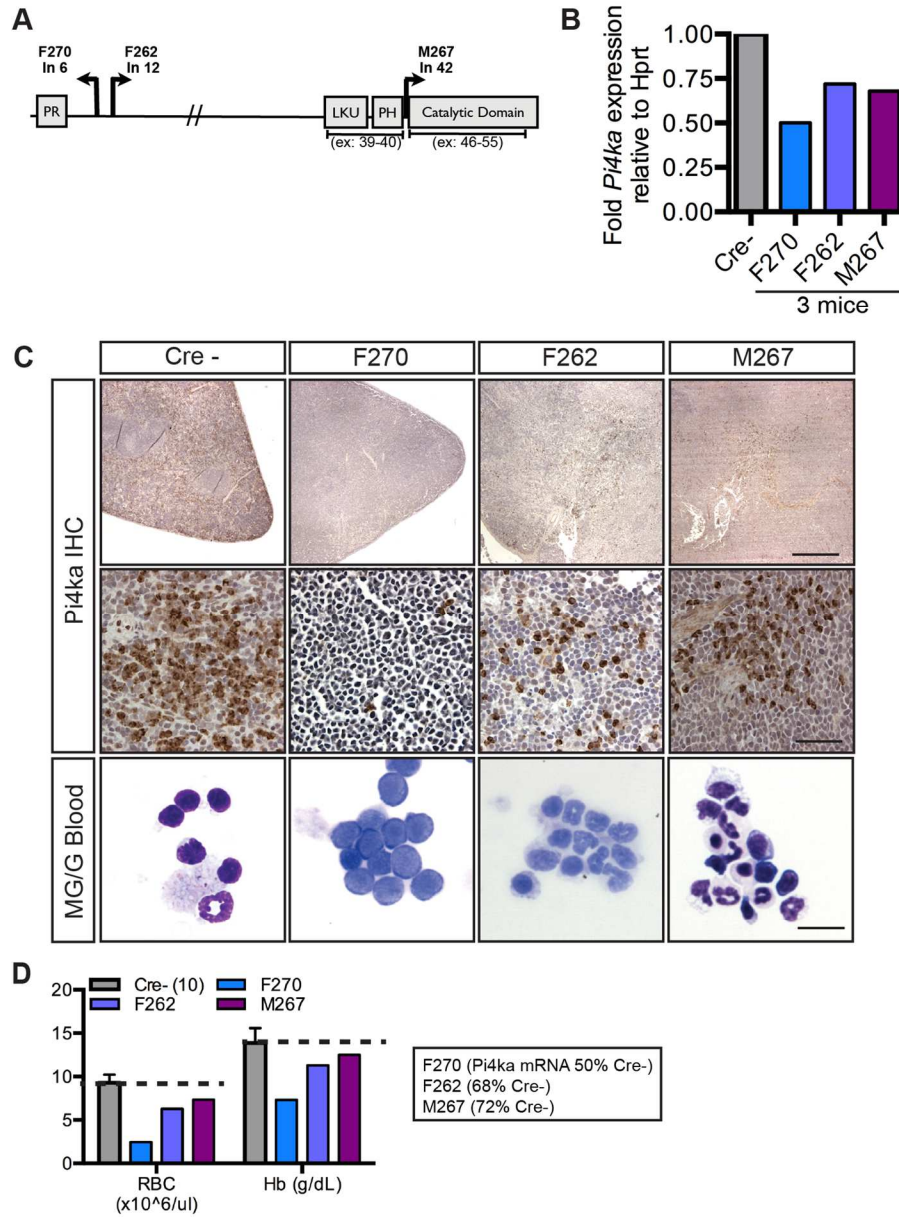 A
F270
In 6
F262
In 12
M267
In 42
PR
//
LKU
PH
Catalytic Domain
(ex: 39-40)
(ex: 46-55)
B
Fold Pi4ka expression
relative to Hprt
1.00
0.75
0.50
0.25
0.00
Cre-
F270
F262
M267
3 mice
C
Cre -
F270
F262
M267
Pi4ka IHC
MG/G Blood
D
Cre- (10)
F270
F262
M267
20
15
10
5
0
RBC
(x10^6/ul)
Hb (g/dL)
F270 (Pi4ka mRNA 50% Cre-)
F262 (68% Cre-)
M267 (72% Cre-)